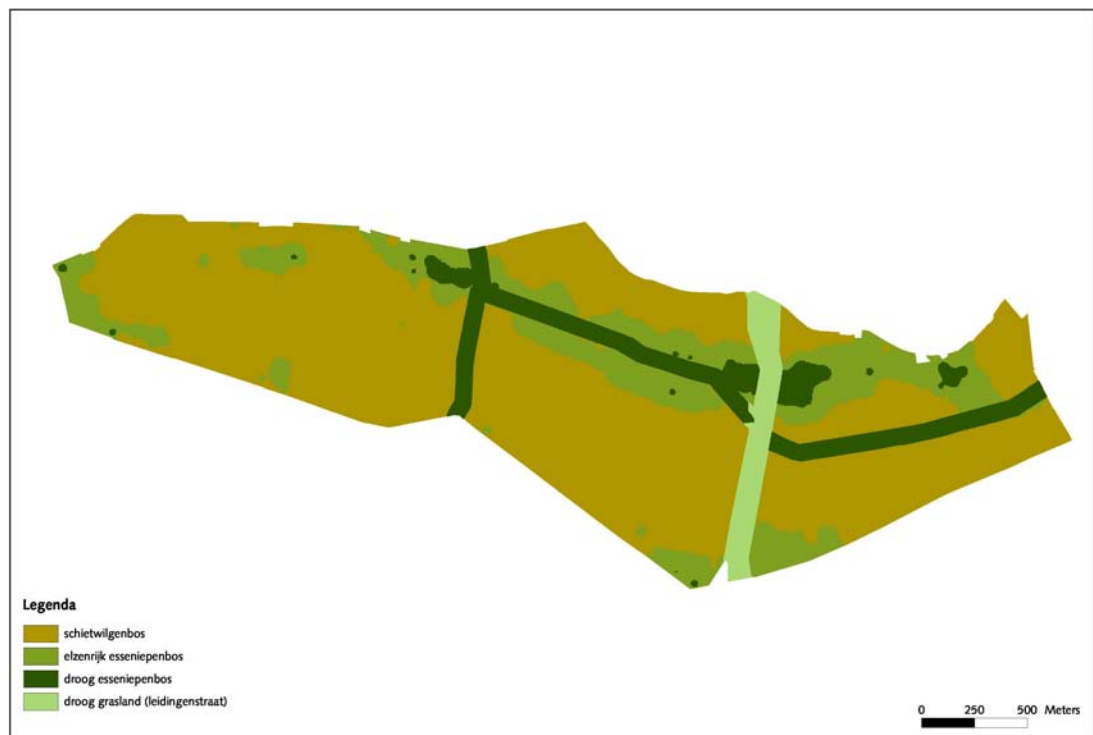 Legenda
schietwilgenbos
elzenrijk esseniepenbos
droog esseniepenbos
droog grasland (leidingenstraat)
0 250 500 Meters